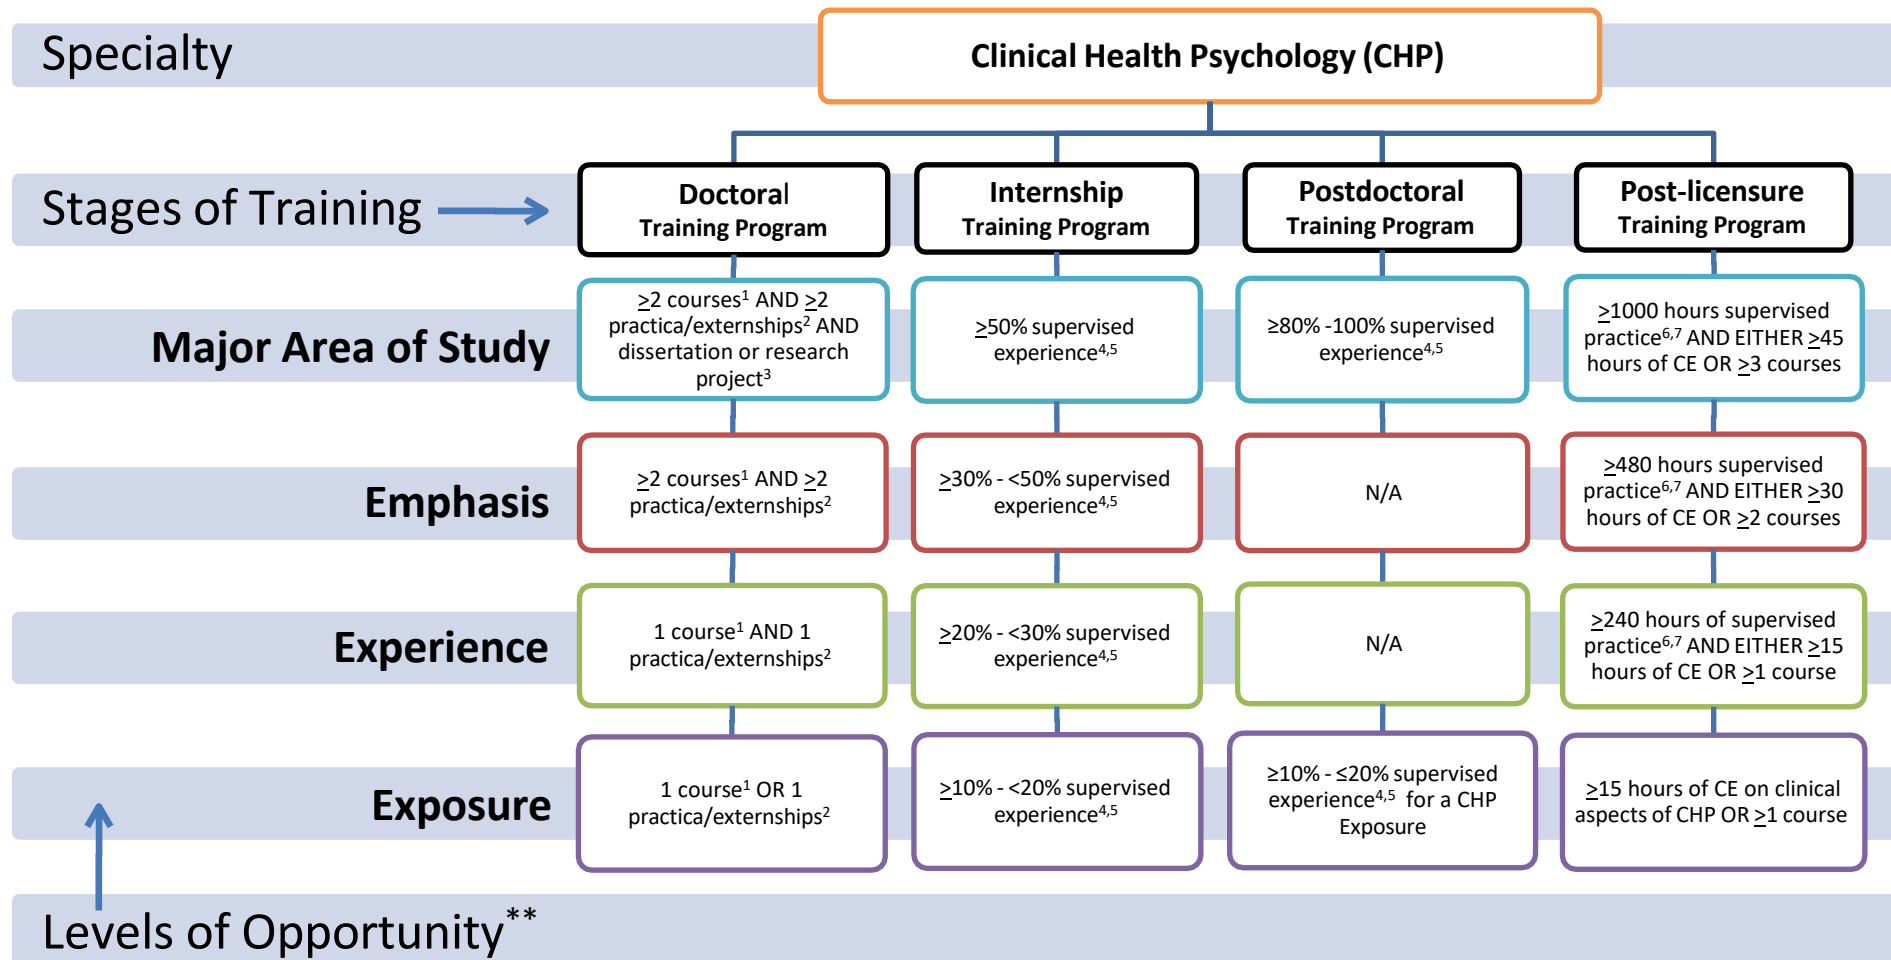 Specialty
Clinical Health Psychology (CHP)
Stages of Training
Doctoral
Training Program
Internship
Training Program
Postdoctoral
Training Program
Post-licensure
Training Program
Major Area of Study
≥2 courses¹ AND ≥2
practica/externships² AND
dissertation or research
project³
≥50% supervised
experience⁴,⁵
≥80% -100% supervised
experience⁴,⁵
≥1000 hours supervised
practice⁶,⁷ AND EITHER ≥45
hours of CE OR ≥3 courses
Emphasis
≥2 courses¹ AND ≥2
practica/externships²
≥30% - <50% supervised
experience⁴,⁵
N/A
≥480 hours supervised
practice⁶,⁷ AND EITHER ≥30
hours of CE OR ≥2 courses
Experience
1 course¹ AND 1
practica/externships²
≥20% - <30% supervised
experience⁴,⁵
N/A
≥240 hours of supervised
practice⁶,⁷ AND EITHER ≥15
hours of CE OR ≥1 course
Exposure
1 course¹ OR 1
practica/externships²
≥10% - <20% supervised
experience⁴,⁵
≥10% - ≤20% supervised
experience⁴,⁵ for a CHP
Exposure
≥15 hours of CE on clinical
aspects of CHP OR ≥1 course
Levels of Opportunity**